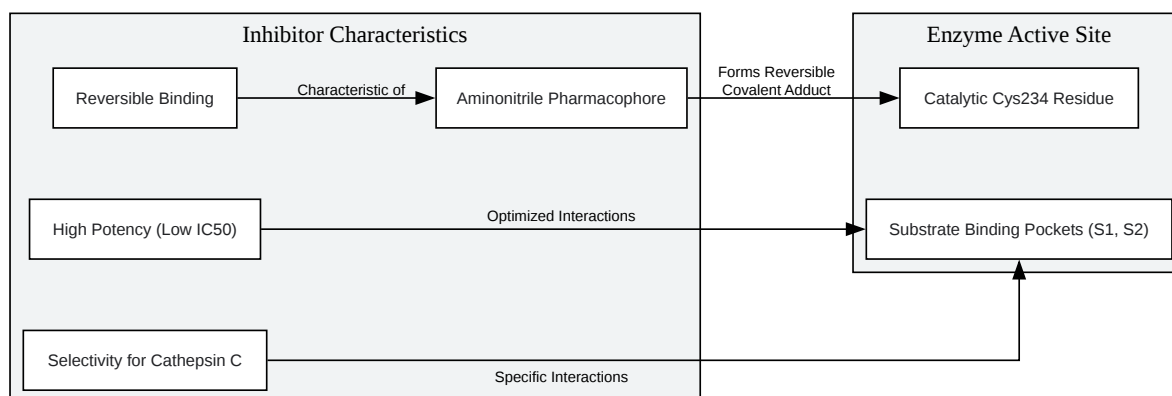 Inhibitor Characteristics
Enzyme Active Site
Reversible Binding
Characteristic of
Aminonitrile Pharmacophore
Forms Reversible
Covalent Adduct
Catalytic Cys234 Residue
High Potency (Low IC50)
Optimized Interactions
Substrate Binding Pockets (S1, S2)
Selectivity for Cathepsin C
Specific Interactions